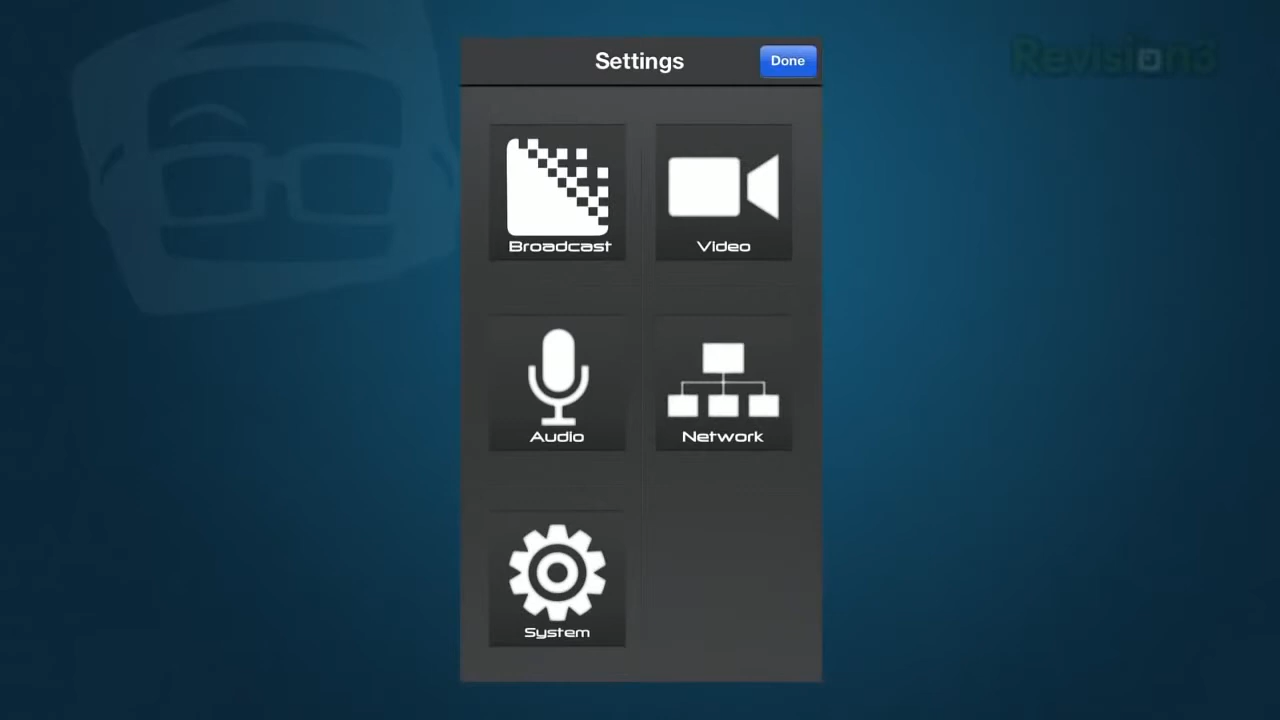 Settings
Done
Revision3
Broadcast
Video
Audio
Network
System